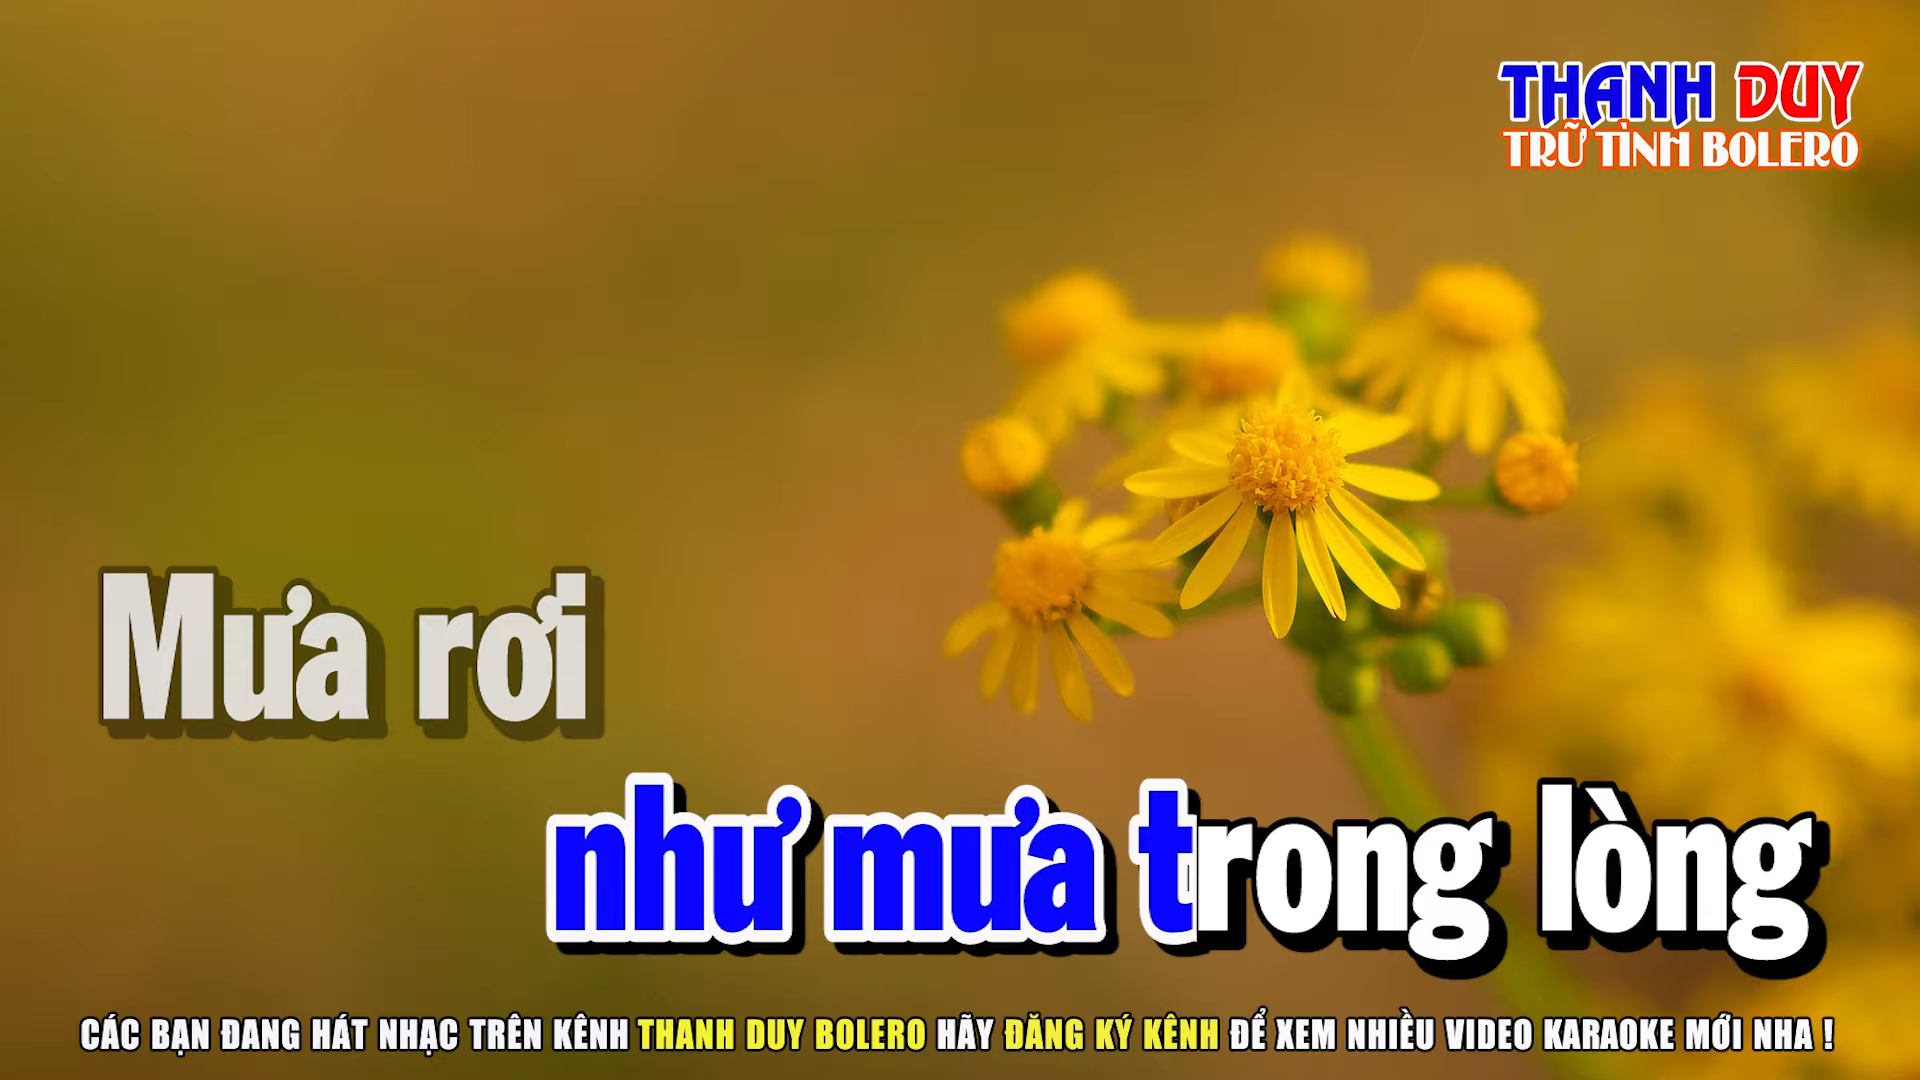 THANH DUY
TRỮ TÌNH BOLERO
Mưa rơi
như mưa trong lòng
CÁC BẠN ĐANG HÁT NHẠC TRÊN KÊNH THANH DUY BOLERO HÃY ĐĂNG KÝ KÊNH ĐỂ XEM NHIỀU VIDEO KARAOKE MỚI NHA !